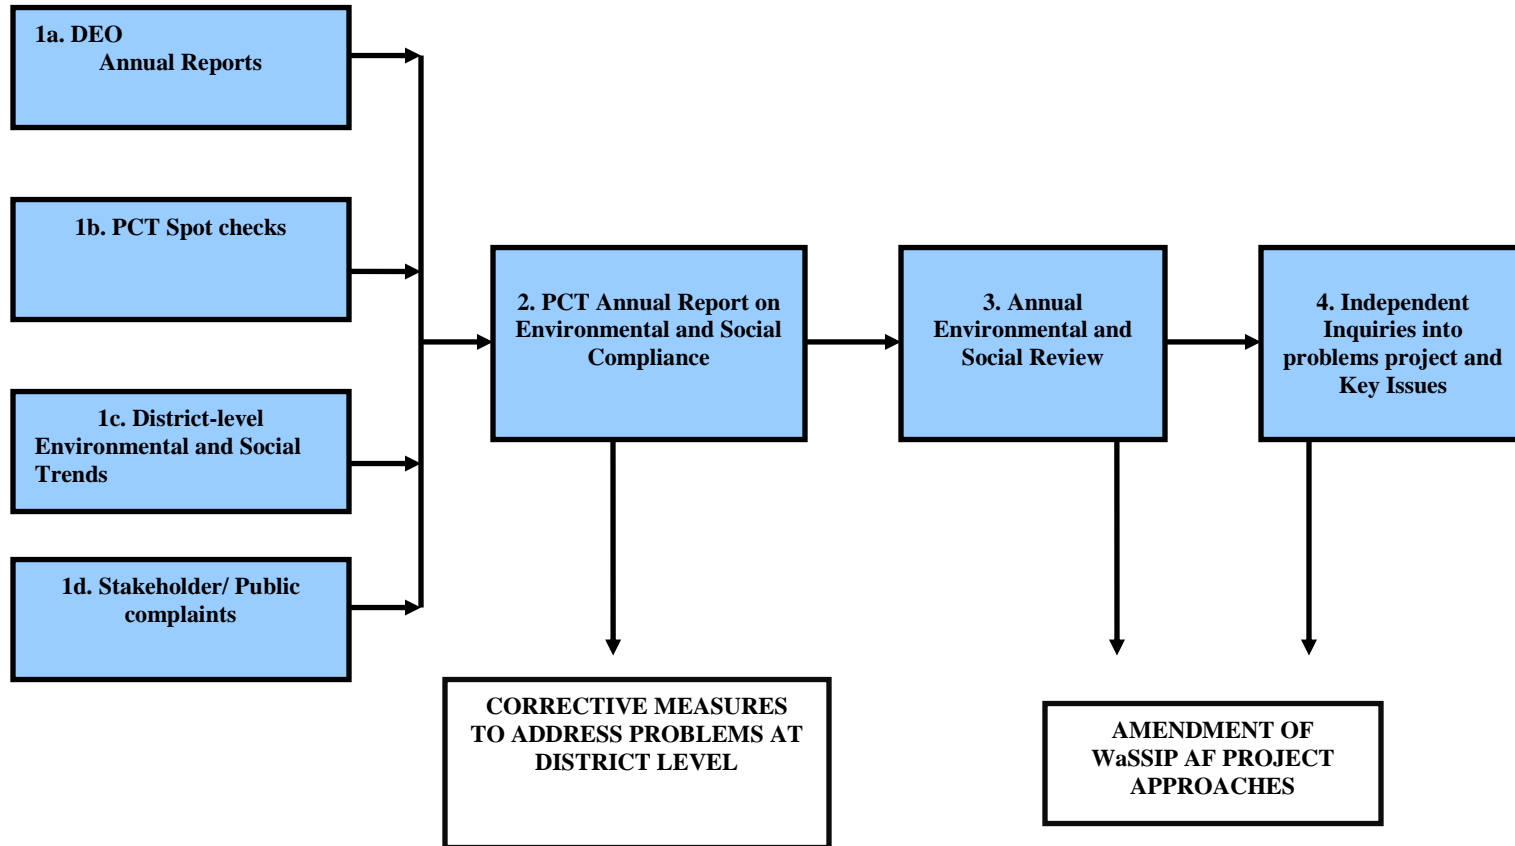 1a. DEO
Annual Reports
1b. PCT Spot checks
1c. District-level
Environmental and Social
Trends
1d. Stakeholder/ Public
complaints
2. PCT Annual Report on
Environmental and Social
Compliance
3. Annual
Environmental and
Social Review
4. Independent
Inquiries into
problems project and
Key Issues
CORRECTIVE MEASURES
TO ADDRESS PROBLEMS AT
DISTRICT LEVEL
AMENDMENT OF
WaSSIP AF PROJECT
APPROACHES